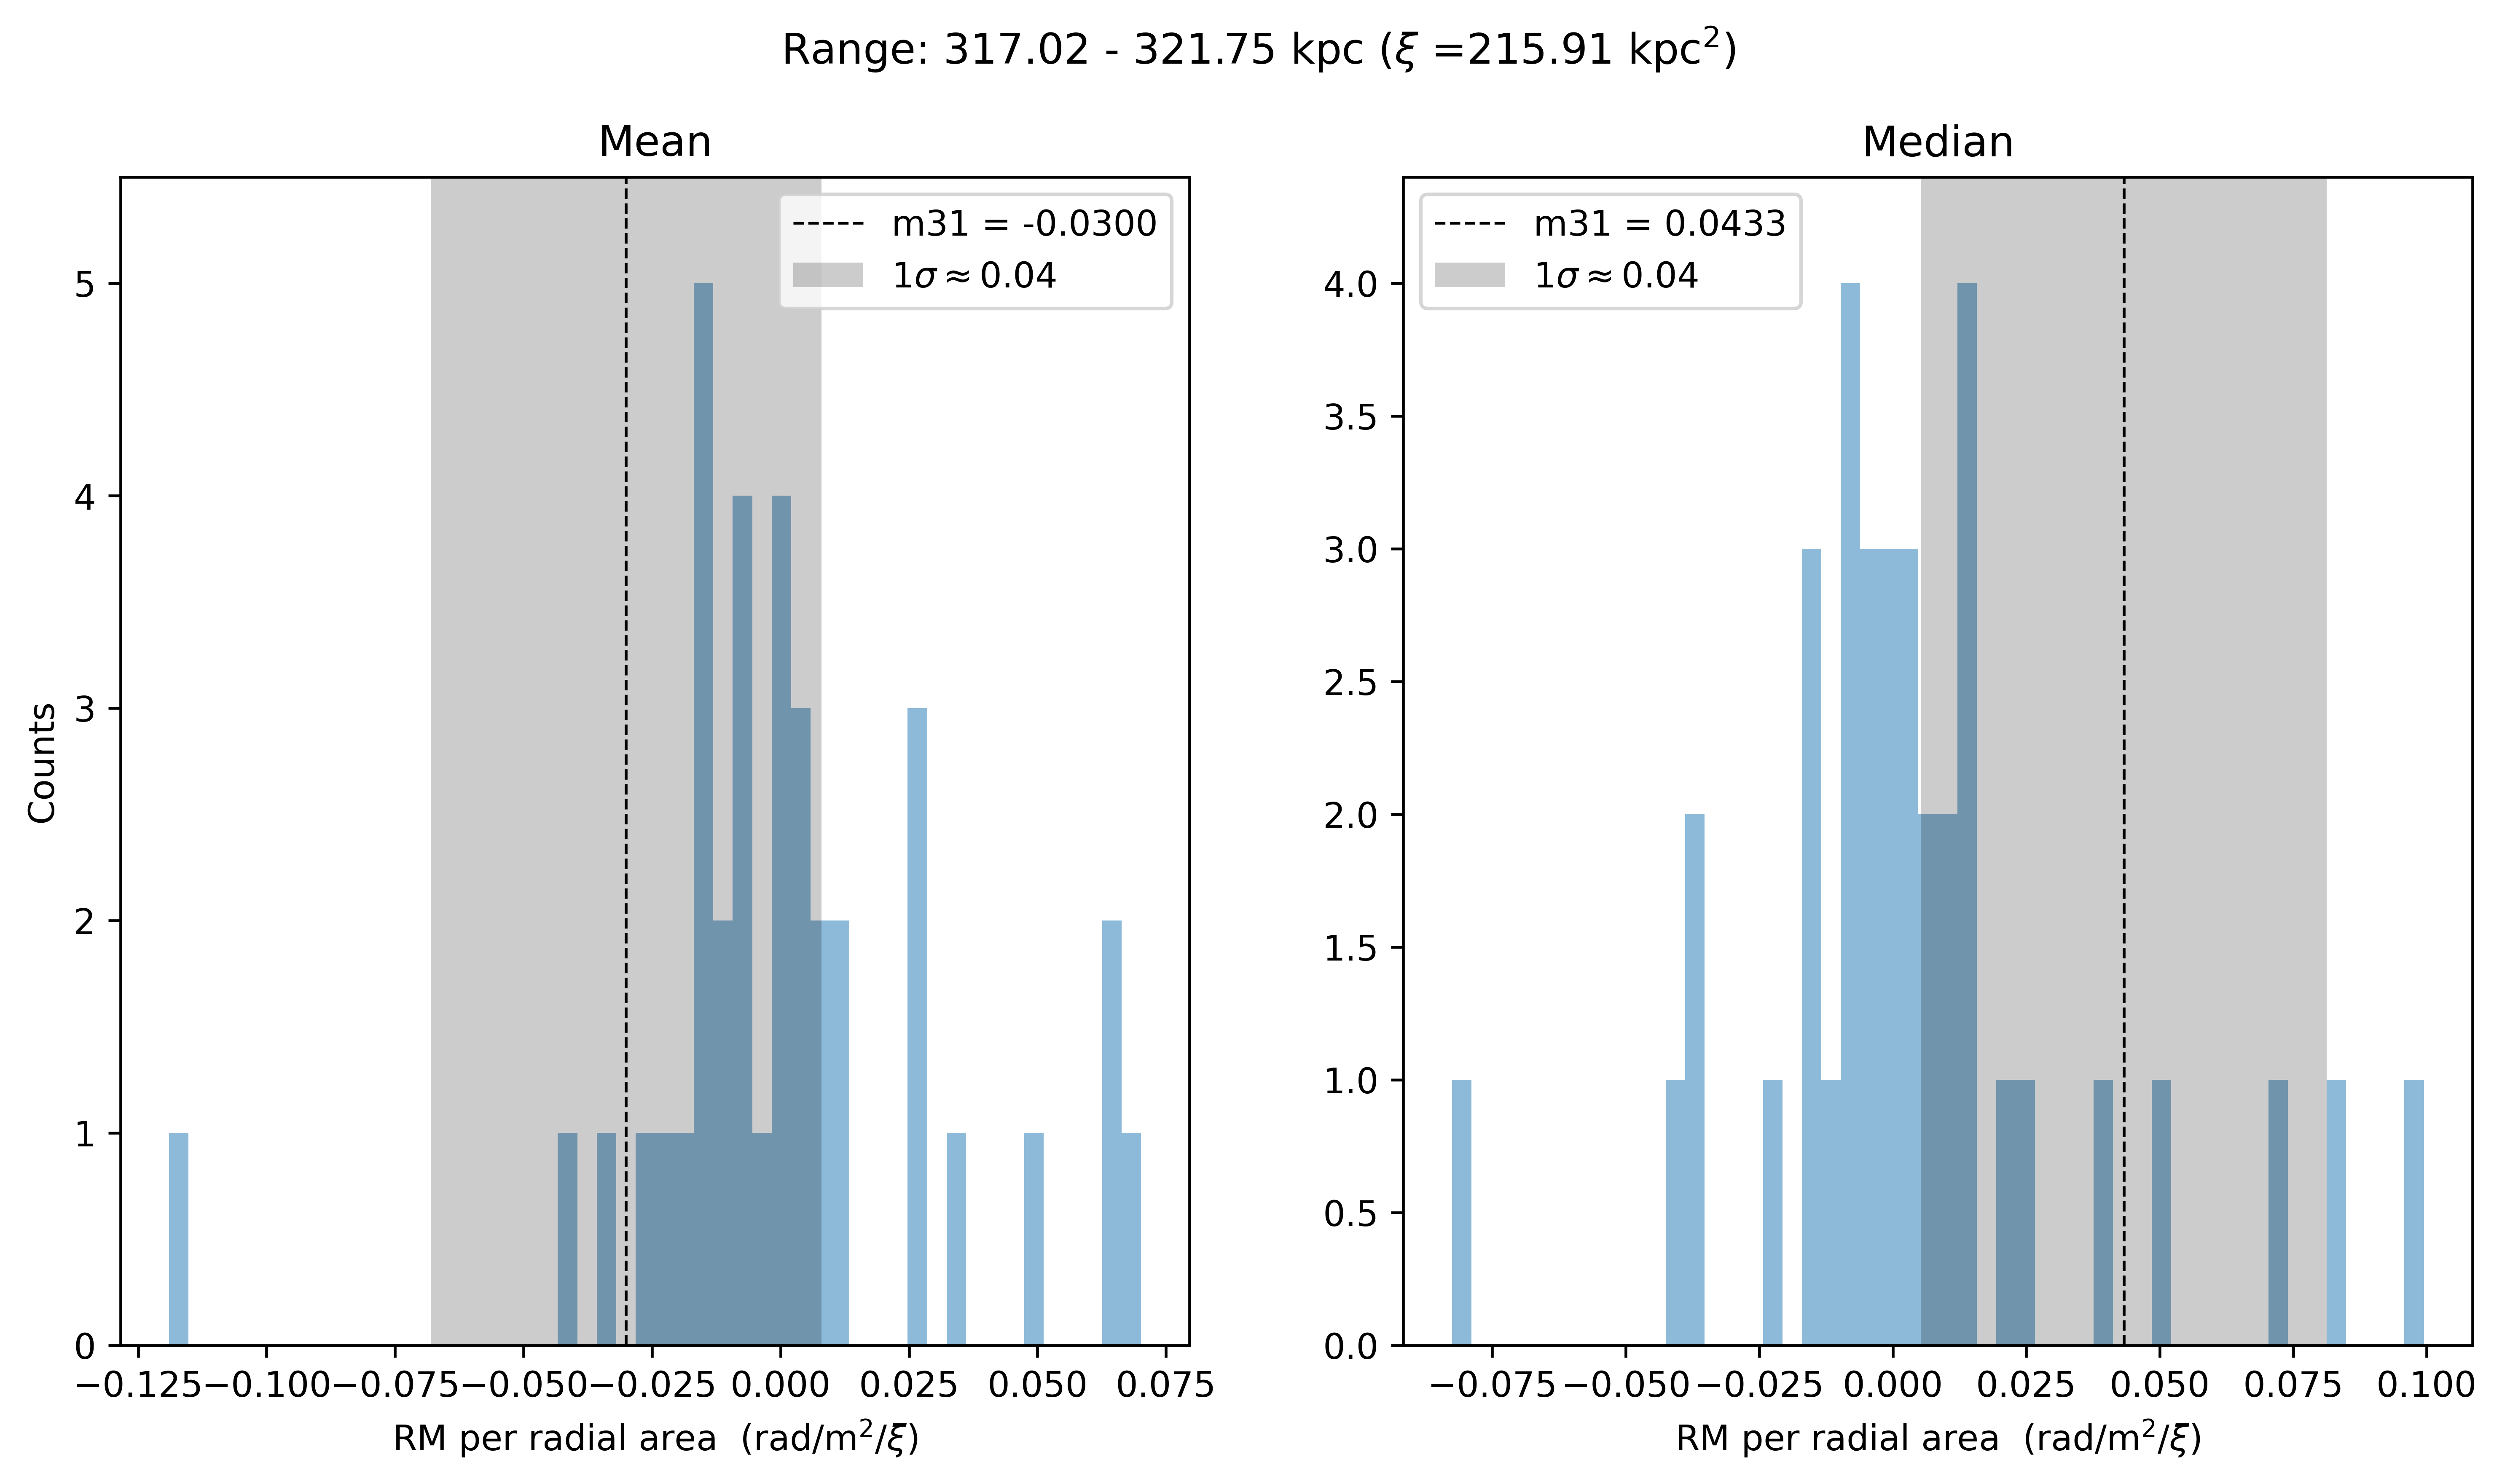 Range: 317.02 - 321.75 kpc (ξ =215.91 kpc²)
Mean
m31 = -0.0300
1σ≈0.04
5
4
3
2
1
0
Counts
−0.125 −0.100 −0.075 −0.050 −0.025 0.000 0.025 0.050 0.075
RM per radial area (rad/m²/ξ)
Median
m31 = 0.0433
1σ≈0.04
4.0
3.5
3.0
2.5
2.0
1.5
1.0
0.5
0.0
−0.075 −0.050 −0.025 0.000 0.025 0.050 0.075 0.100
RM per radial area (rad/m²/ξ)